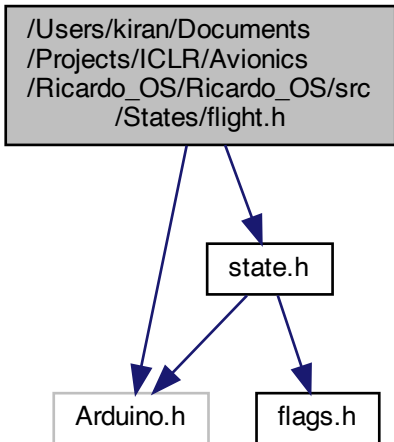 /Users/kiran/Documents
/Projects/ICLR/Avionics
/Ricardo_OS/Ricardo_OS/src
/States/flight.h
state.h
Arduino.h
flags.h